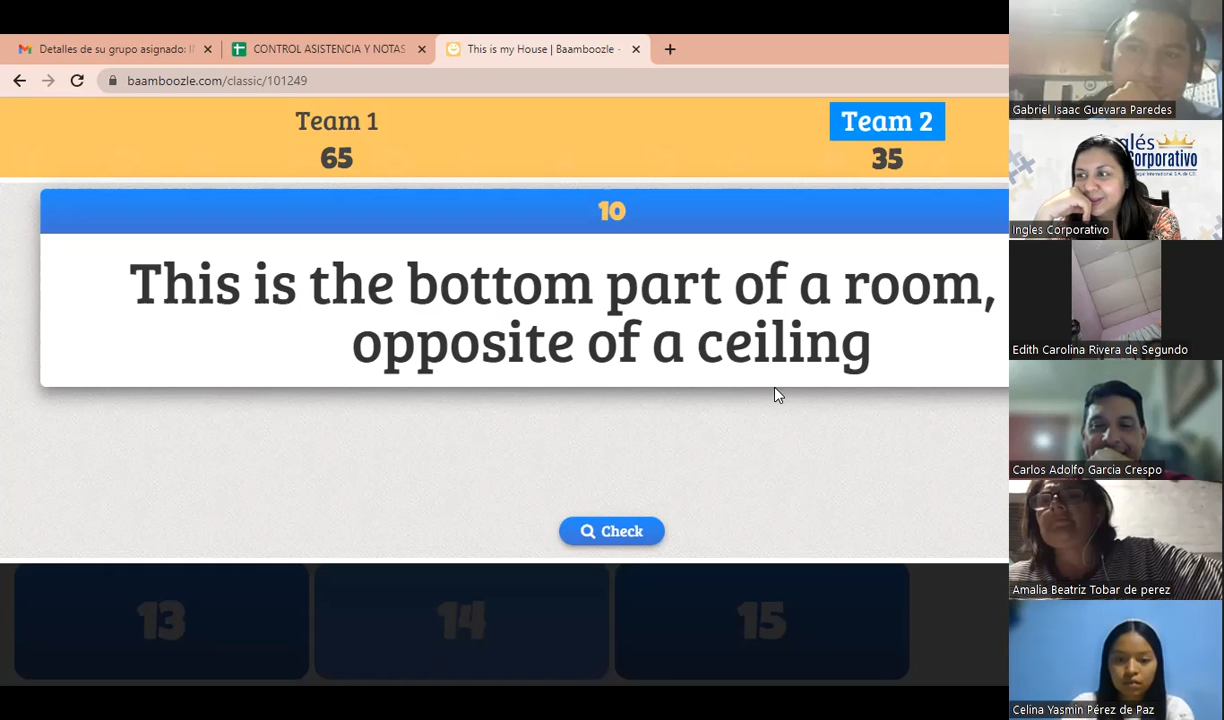 Detalles de su grupo asignado: I
CONTROL ASISTENCIA Y NOTAS
This is my House | Baamboozle -
baamboozle.com/classic/101249
Team 1
65
Team 2
35
10
This is the bottom part of a room,
opposite of a ceiling
Check
13
14
15
Gabriel Isaac Guevara Paredes
glés
orporativo
Ingles Corporativo
Edith Carolina Rivera de Segundo
Carlos Adolfo Garcia Crespo
Amalia Beatriz Tobar de perez
Celina Yasmin Pérez de Paz